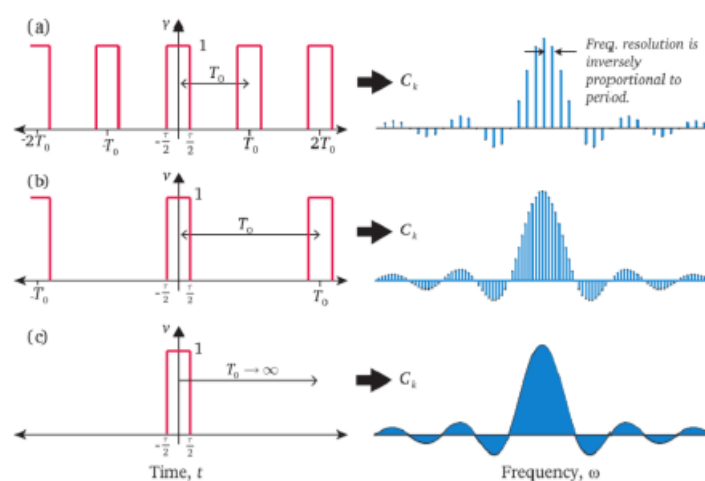 (a)
v
1
T₀
-2T₀
-T₀
-τ/2
τ/2
T₀
2T₀
Cₖ
Freq. resolution is
inversely
proportional to
period.
(b)
v
1
T₀
-T₀
-τ/2
τ/2
T₀
Cₖ
(c)
v
1
T₀ → ∞
-τ/2
τ/2
Cₖ
Time, t
Frequency, ω